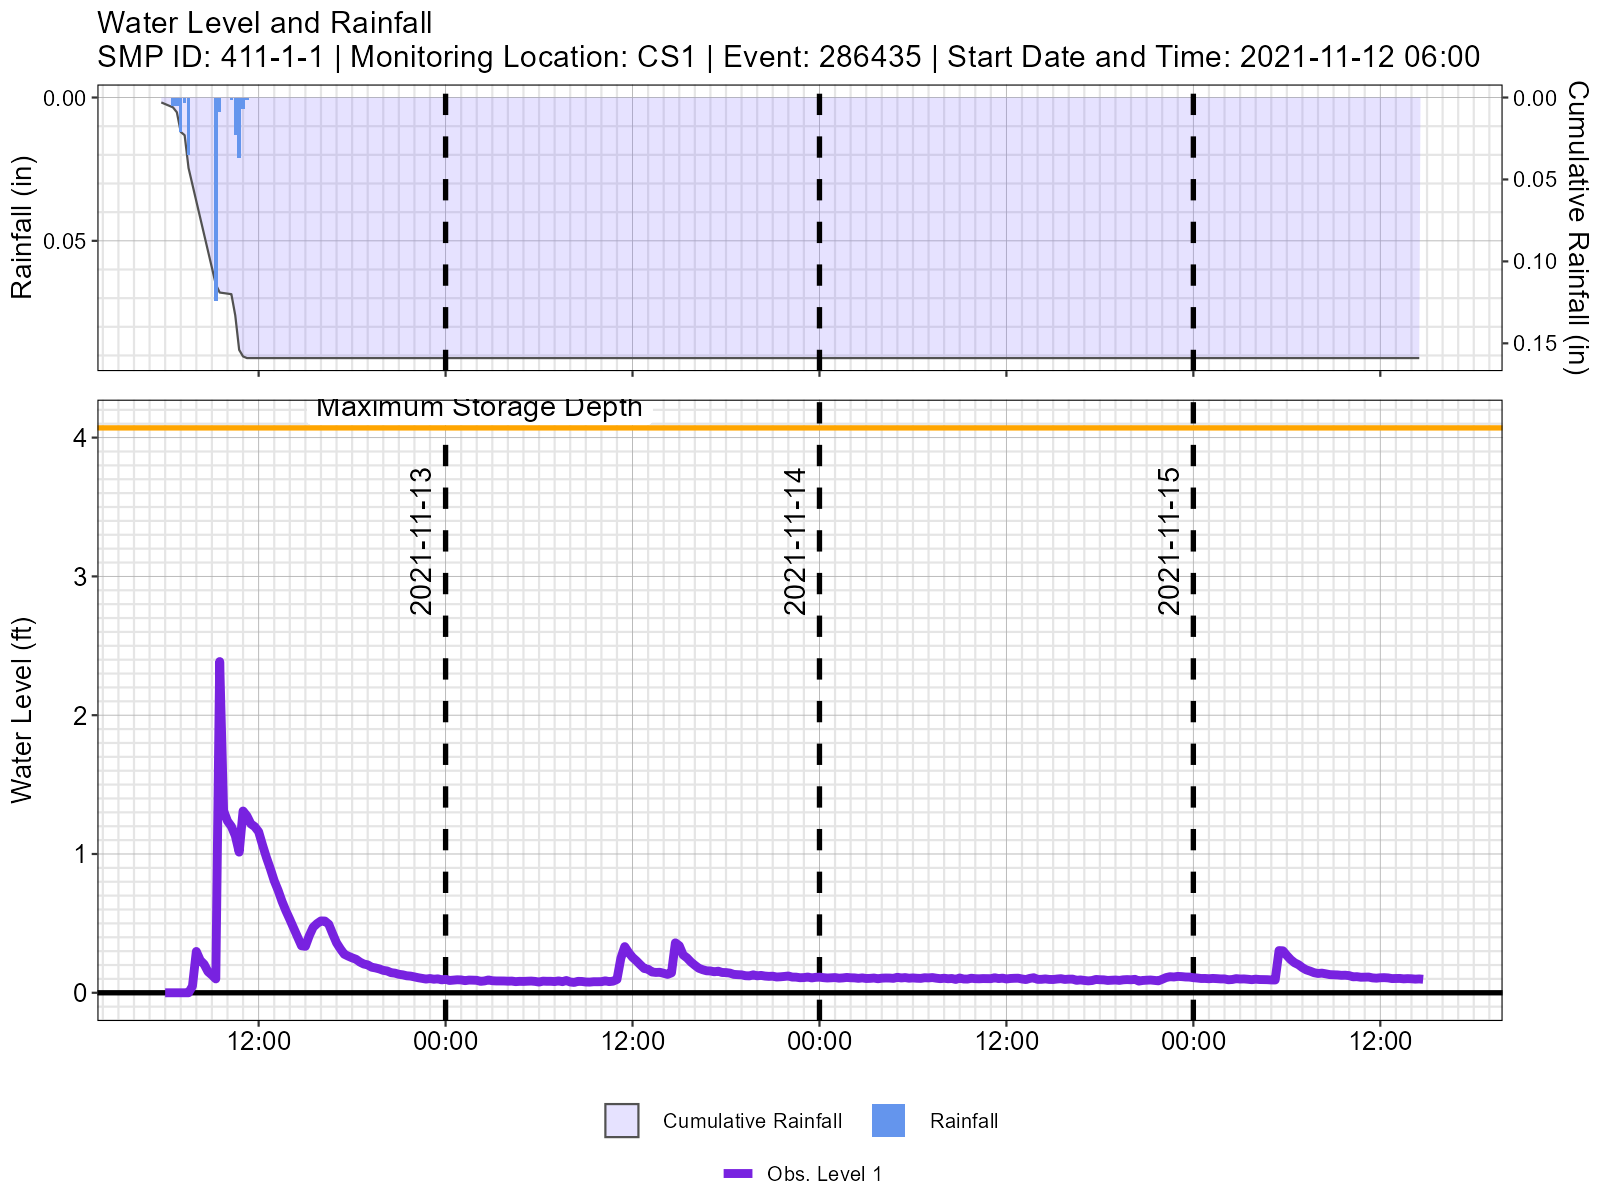 Water Level and Rainfall
SMP ID: 411-1-1 | Monitoring Location: CS1 | Event: 286435 | Start Date and Time: 2021-11-12 06:00
0.00
0.05
Rainfall (in)
0.00
0.05
0.10
0.15
Cumulative Rainfall (in)
Maximum Storage Depth
4
3
2
1
0
Water Level (ft)
2021-11-13
2021-11-14
2021-11-15
12:00 00:00 12:00 00:00 12:00 00:00 12:00
Cumulative Rainfall Rainfall
Obs. Level 1